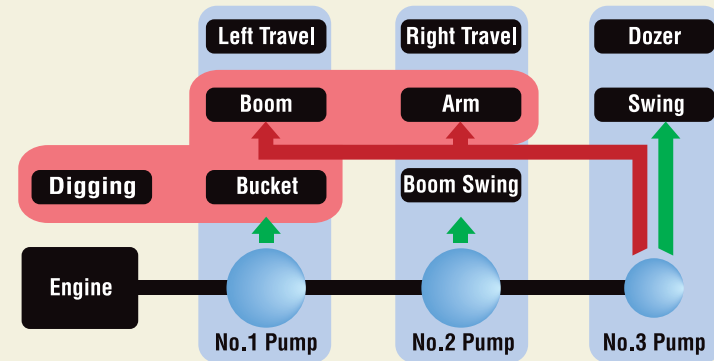 Left Travel
Right Travel
Dozer
Boom
Arm
Swing
Digging
Bucket
Boom Swing
Engine
No.1 Pump
No.2 Pump
No.3 Pump